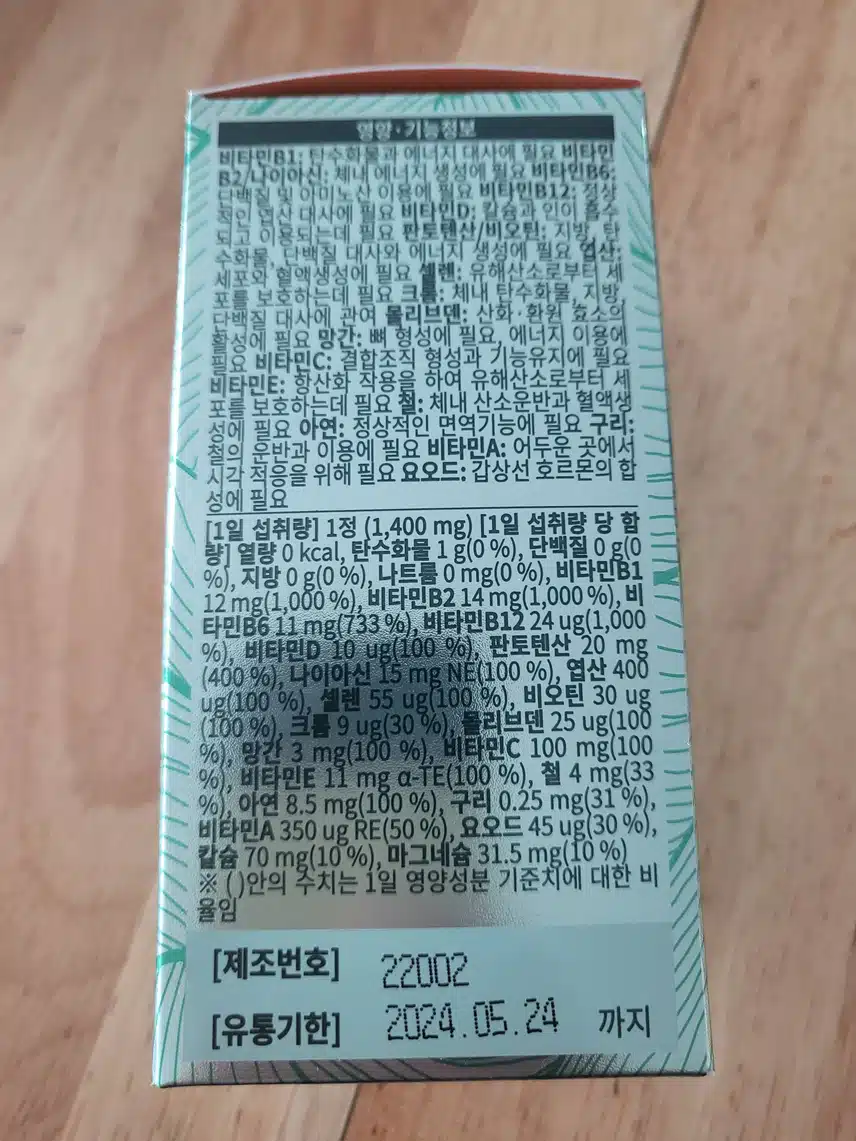 영양·기능정보
비타민B1: 탄수화물과 에너지 대사에 필요 비타민
B2/나이아신: 체내 에너지 생성에 필요 비타민B6:
단백질 및 아미노산 이용에 필요 비타민B12: 정상
적인 엽산 대사에 필요 비타민D: 칼슘과 인이 흡수
되고 이용되는데 필요 판토텐산/비오틴: 지방, 탄
수화물, 단백질 대사와 에너지 생성에 필요 엽산:
세포와 혈액생성에 필요 셀렌: 유해산소로부터 세
포를 보호하는데 필요 크롬: 체내 탄수화물, 지방,
단백질 대사에 관여 몰리브덴: 산화·환원 효소의
활성에 필요 망간: 뼈 형성에 필요, 에너지 이용에
필요 비타민C: 결합조직 형성과 기능유지에 필요
비타민E: 항산화 작용을 하여 유해산소로부터 세
포를 보호하는데 필요 철: 체내 산소운반과 혈액생
성에 필요 아연: 정상적인 면역기능에 필요 구리:
철의 운반과 이용에 필요 비타민A: 어두운 곳에서
시각 적응을 위해 필요 요오드: 갑상선 호르몬의 합
성에 필요
[1일 섭취량] 1정 (1,400 mg) [1일 섭취량 당 함
량] 열량 0 kcal, 탄수화물 1 g(0 %), 단백질 0 g(0
%), 지방 0 g(0 %), 나트륨 0 mg(0 %), 비타민B1
12 mg(1,000 %), 비타민B2 14 mg(1,000 %), 비
타민B6 11 mg(733 %), 비타민B12 24 ug(1,000
%), 비타민D 10 ug(100 %), 판토텐산 20 mg
(400 %), 나이아신 15 mg NE(100 %), 엽산 400
ug(100 %), 셀렌 55 ug(100 %), 비오틴 30 ug
(100 %), 크롬 9 ug(30 %), 몰리브덴 25 ug(100
%), 망간 3 mg(100 %), 비타민C 100 mg(100
%), 비타민E 11 mg α-TE(100 %), 철 4 mg(33
%), 아연 8.5 mg(100 %), 구리 0.25 mg(31 %),
비타민A 350 ug RE(50 %), 요오드 45 ug(30 %),
칼슘 70 mg(10 %), 마그네슘 31.5 mg(10 %)
※ ( )안의 수치는 1일 영양성분 기준치에 대한 비
율임
[제조번호] 22002
[유통기한] 2024.05.24 까지